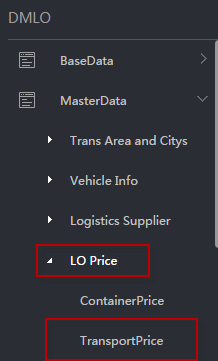 DMLO
BaseData
MasterData
Trans Area and Citys
Vehicle Info
Logistics Supplier
LO Price
ContainerPrice
TransportPrice